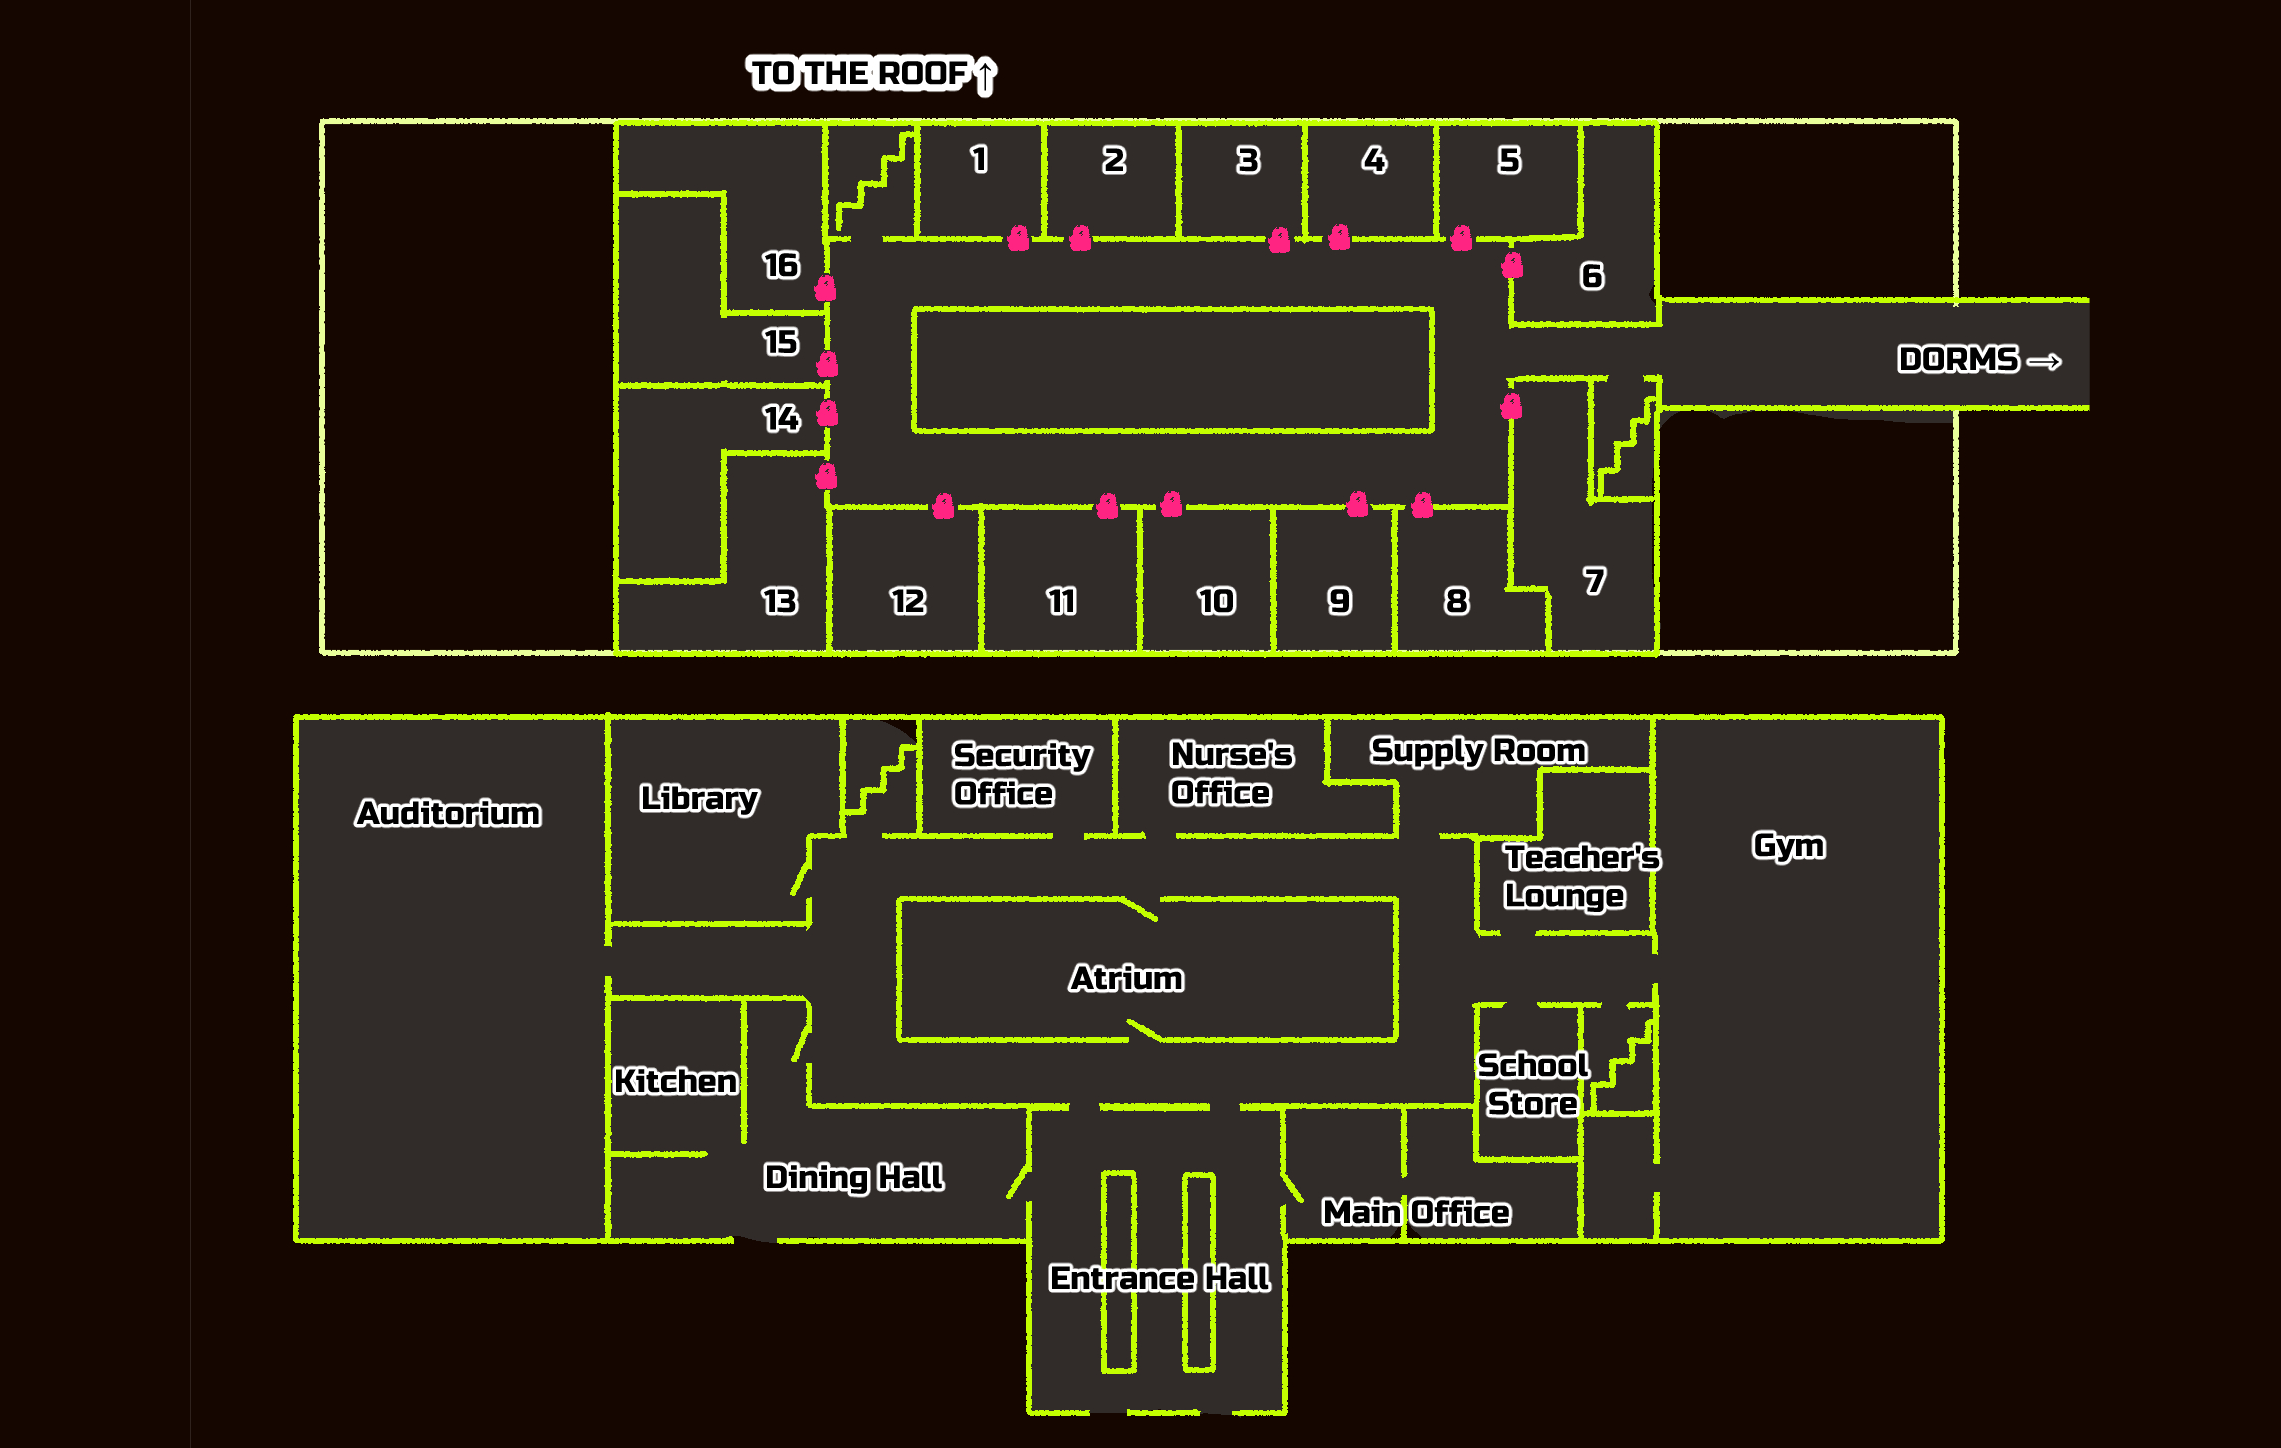 TO THE ROOF ↑
1
2
3
4
5
16
6
15
DORMS →
14
7
13
12
11
10
9
8
Security
Office
Nurse's
Office
Supply Room
Library
Auditorium
Gym
Teacher's
Lounge
Atrium
School
Store
Kitchen
Dining Hall
Main Office
Entrance Hall